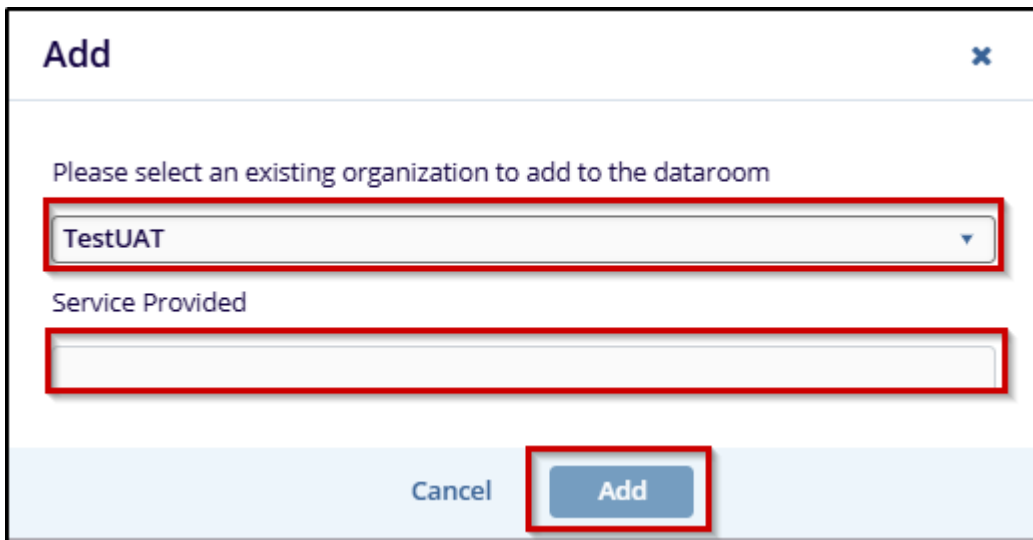 Add
Please select an existing organization to add to the dataroom
TestUAT
Service Provided
Cancel Add